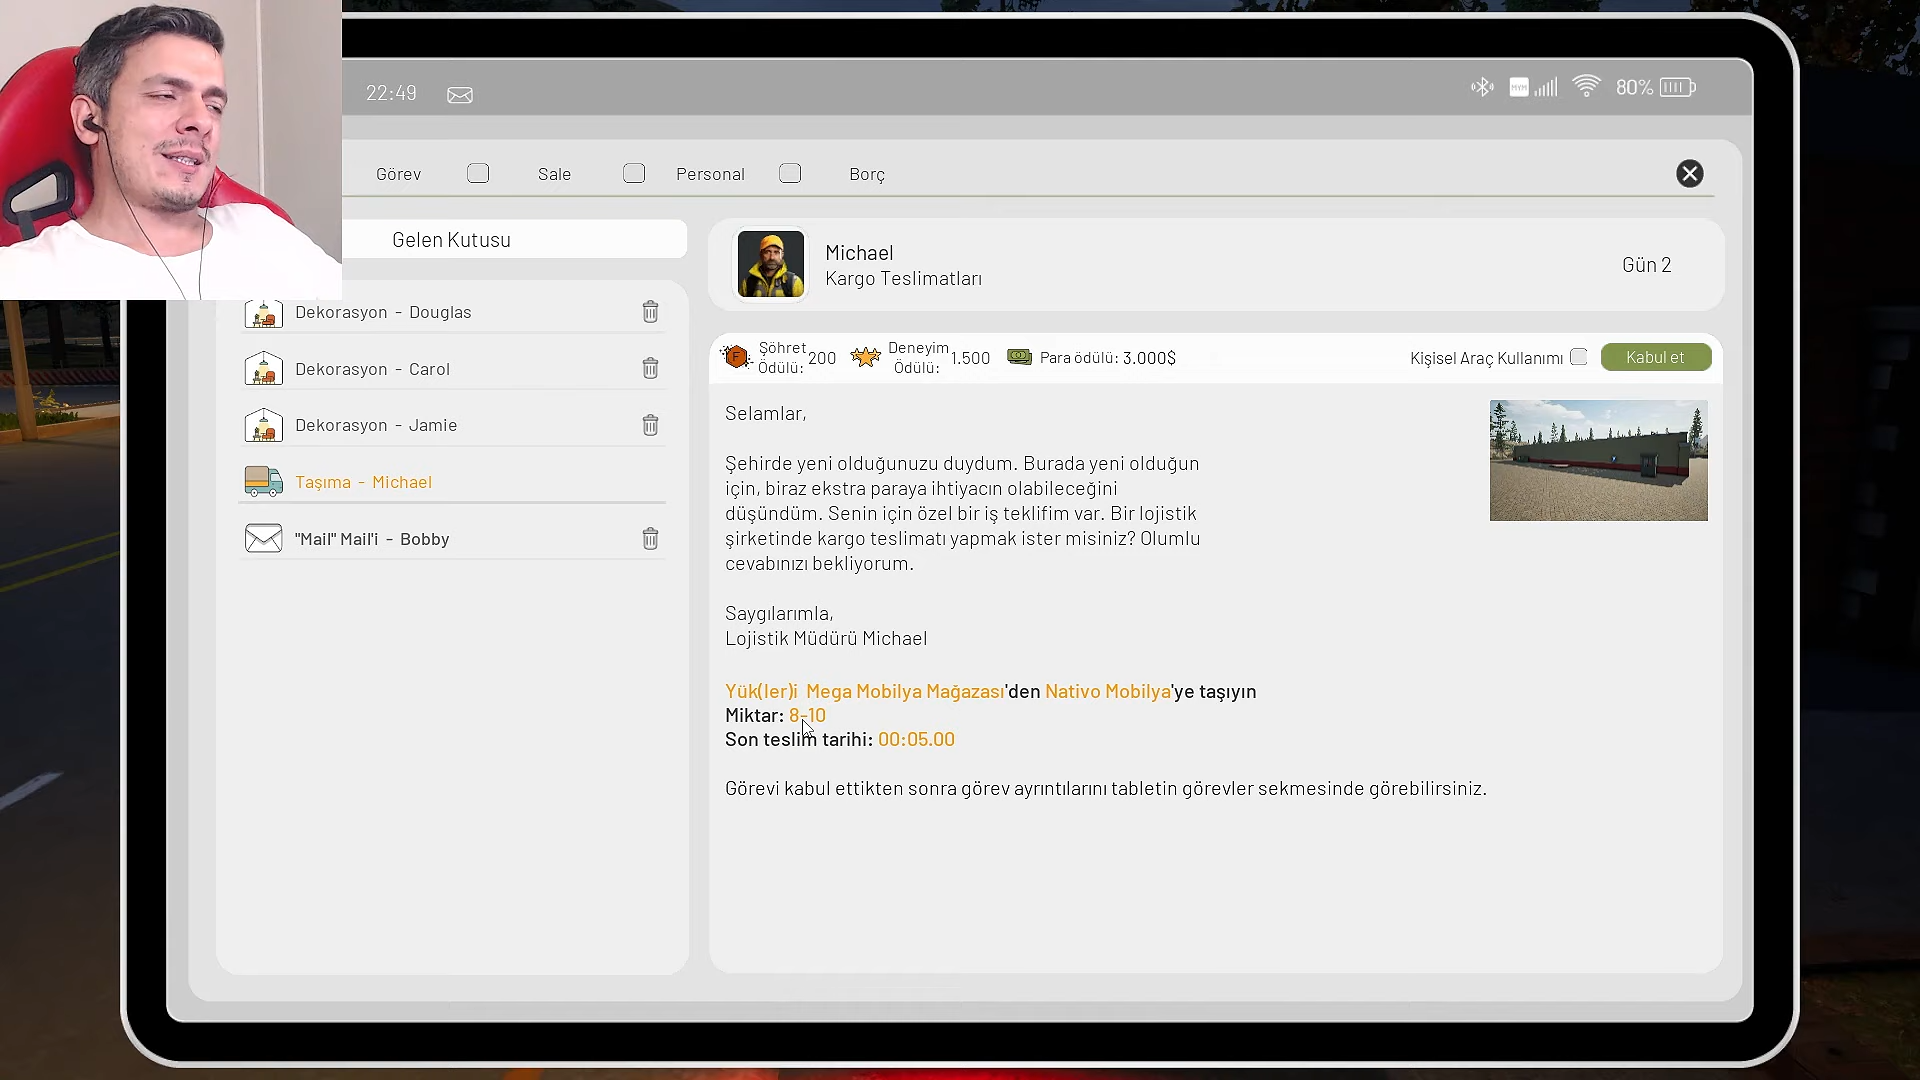 22:49
80%
Görev
Sale
Personal
Borç
Gelen Kutusu
Dekorasyon - Douglas
Dekorasyon - Carol
Dekorasyon - Jamie
Taşıma - Michael
"Mail" Mail'i - Bobby
Michael
Kargo Teslimatları
Gün 2
Şöhret Ödülü: 200
Deneyim Ödülü: 1.500
Para ödülü: 3.000$
Kişisel Araç Kullanımı
Kabul et
Selamlar,
Şehirde yeni olduğunuzu duydum. Burada yeni olduğun
için, biraz ekstra paraya ihtiyacın olabileceğini
düşündüm. Senin için özel bir iş teklifim var. Bir lojistik
şirketinde kargo teslimatı yapmak ister misiniz? Olumlu
cevabınızı bekliyorum.
Saygılarımla,
Lojistik Müdürü Michael
Yük(ler)i Mega Mobilya Mağazası'den Nativo Mobilya'ye taşıyın
Miktar: 8-10
Son teslim tarihi: 00:05.00
Görevi kabul ettikten sonra görev ayrıntılarını tabletin görevler sekmesinde görebilirsiniz.